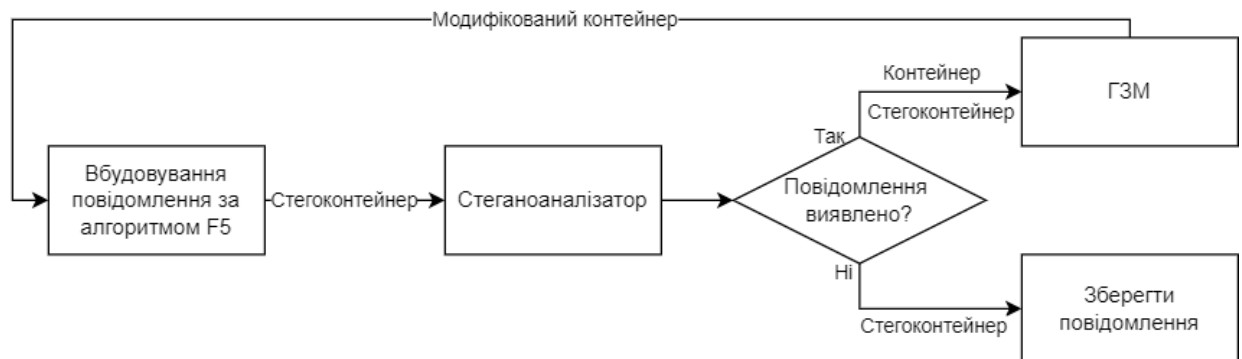 Модифікований контейнер
Контейнер
Стегоконтейнер
ГЗМ
Так
Вбудовування
повідомлення за
алгоритмом F5
Стегоконтейнер
Стеганоаналізатор
Повідомлення
виявлено?
Ні
Стегоконтейнер
Зберегти
повідомлення